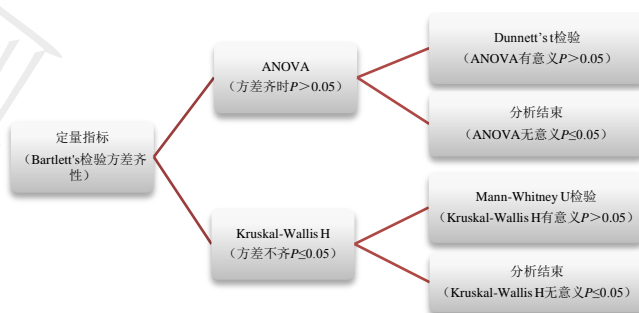 定量指标
（Bartlett's检验方差齐
性）
ANOVA
（方差齐时P＞0.05）
Kruskal-Wallis H
（方差不齐P≤0.05）
Dunnett's t检验
（ANOVA有意义P＞0.05）
分析结束
（ANOVA无意义P≤0.05）
Mann-Whitney U检验
（Kruskal-Wallis H有意义P＞0.05）
分析结束
（Kruskal-Wallis H无意义P≤0.05）